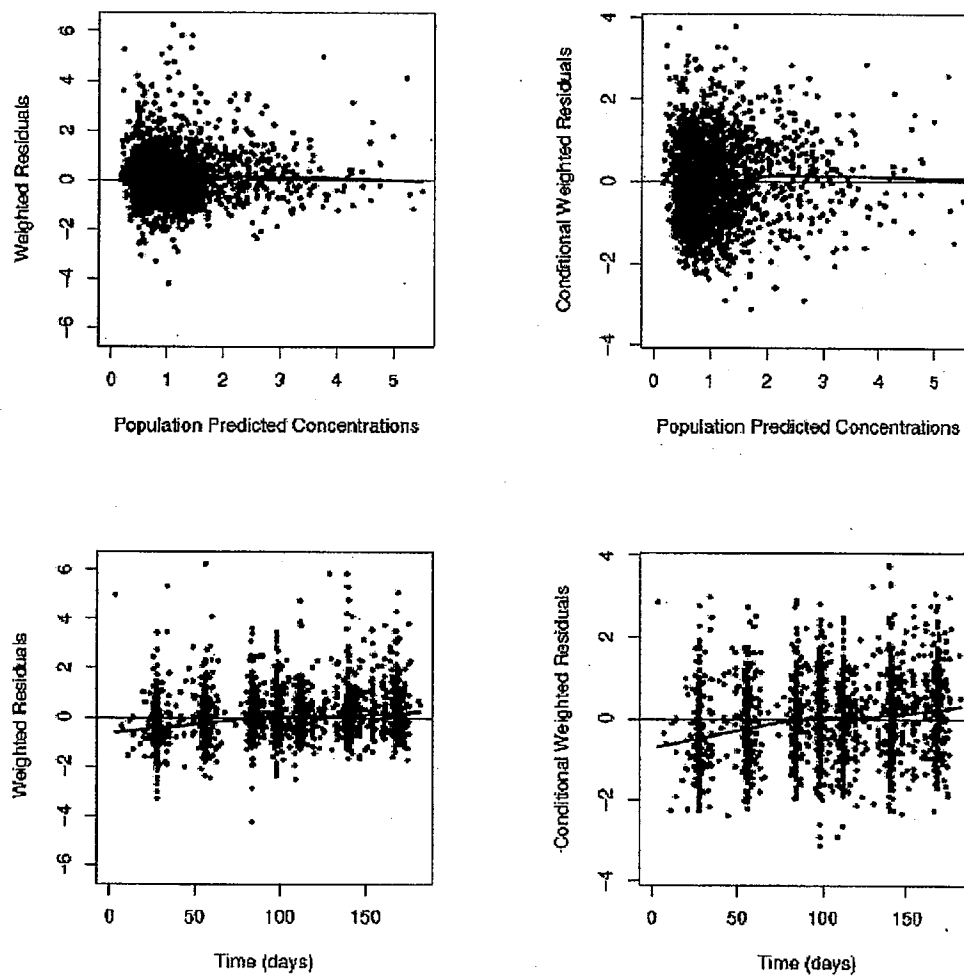 Weighted Residuals
6
4
2
0
-2
-4
-6
0 1 2 3 4 5
Population Predicted Concentrations
Conditional Weighted Residuals
4
2
0
-2
-4
0 1 2 3 4 5
Population Predicted Concentrations
Weighted Residuals
6
4
2
0
-2
-4
-6
0 50 100 150
Time (days)
Conditional Weighted Residuals
4
2
0
-2
-4
0 50 100 150
Time (days)